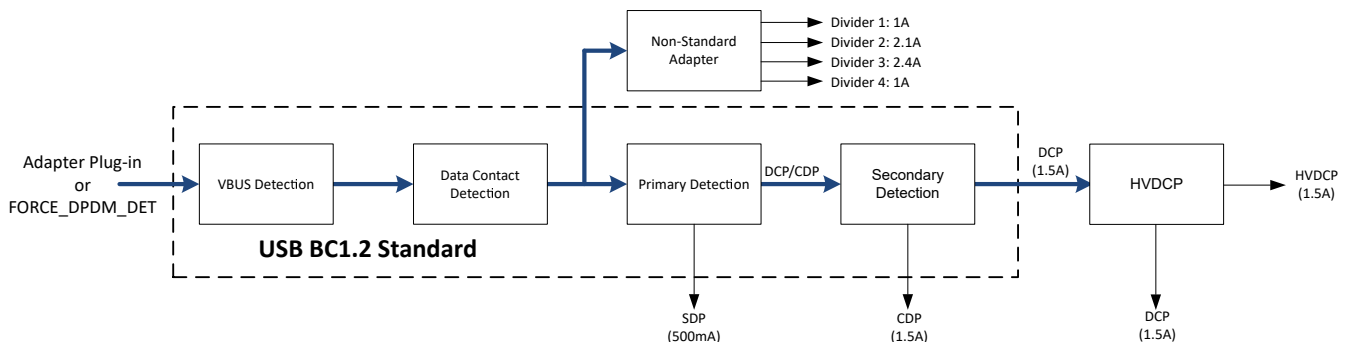 Non-Standard
Adapter
Divider 1: 1A
Divider 2: 2.1A
Divider 3: 2.4A
Divider 4: 1A
Adapter Plug-in
or
FORCE_DPDM_DET
VBUS Detection
Data Contact
Detection
Primary Detection
DCP/CDP
Secondary
Detection
DCP
(1.5A)
HVDCP
HVDCP
(1.5A)
USB BC1.2 Standard
SDP
(500mA)
CDP
(1.5A)
DCP
(1.5A)